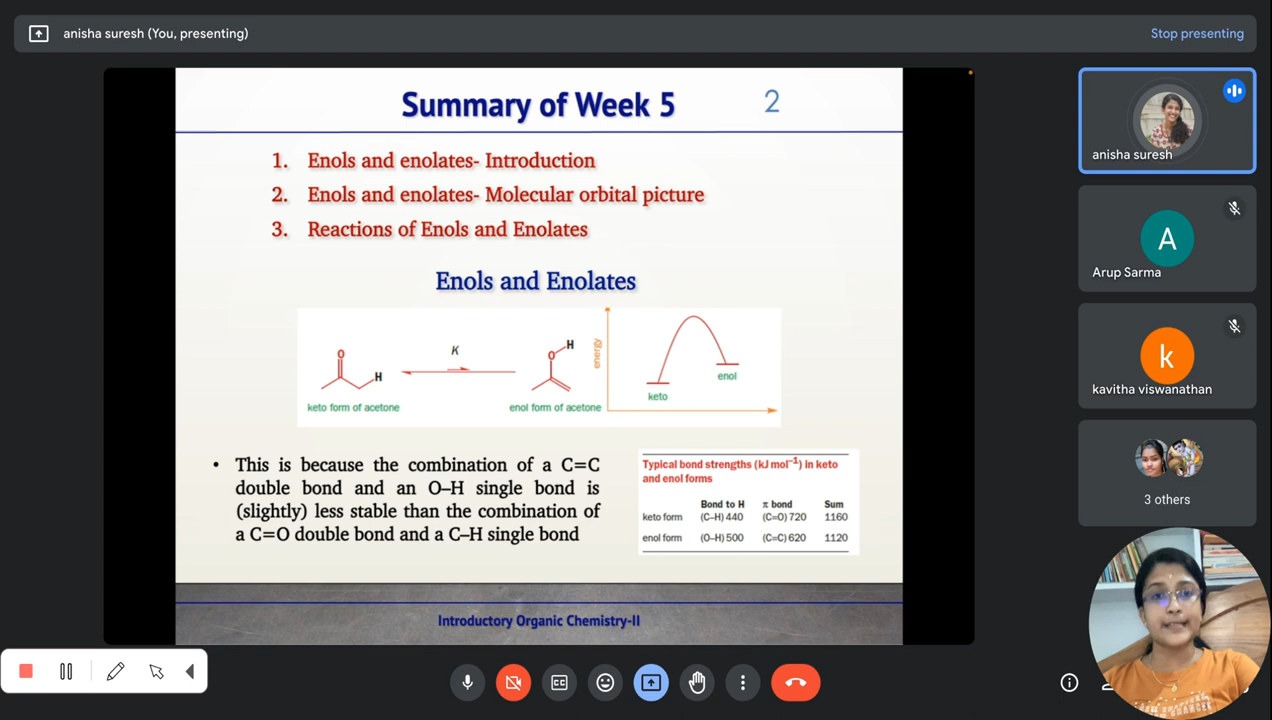 anisha suresh (You, presenting)
Stop presenting
Summary of Week 5
2
1. Enols and enolates- Introduction
2. Enols and enolates- Molecular orbital picture
3. Reactions of Enols and Enolates
Enols and Enolates
O
H
keto form of acetone
K
O
H
enol form of acetone
energy
keto
enol
• This is because the combination of a C=C
double bond and an O–H single bond is
(slightly) less stable than the combination of
a C=O double bond and a C–H single bond
Typical bond strengths (kJ mol⁻¹) in keto
and enol forms
Bond to H π bond Sum
keto form (C–H) 440 (C=O) 720 1160
enol form (O–H) 500 (C=C) 620 1120
Introductory Organic Chemistry-II
anisha suresh
A
Arup Sarma
k
kavitha viswanathan
3 others
CC